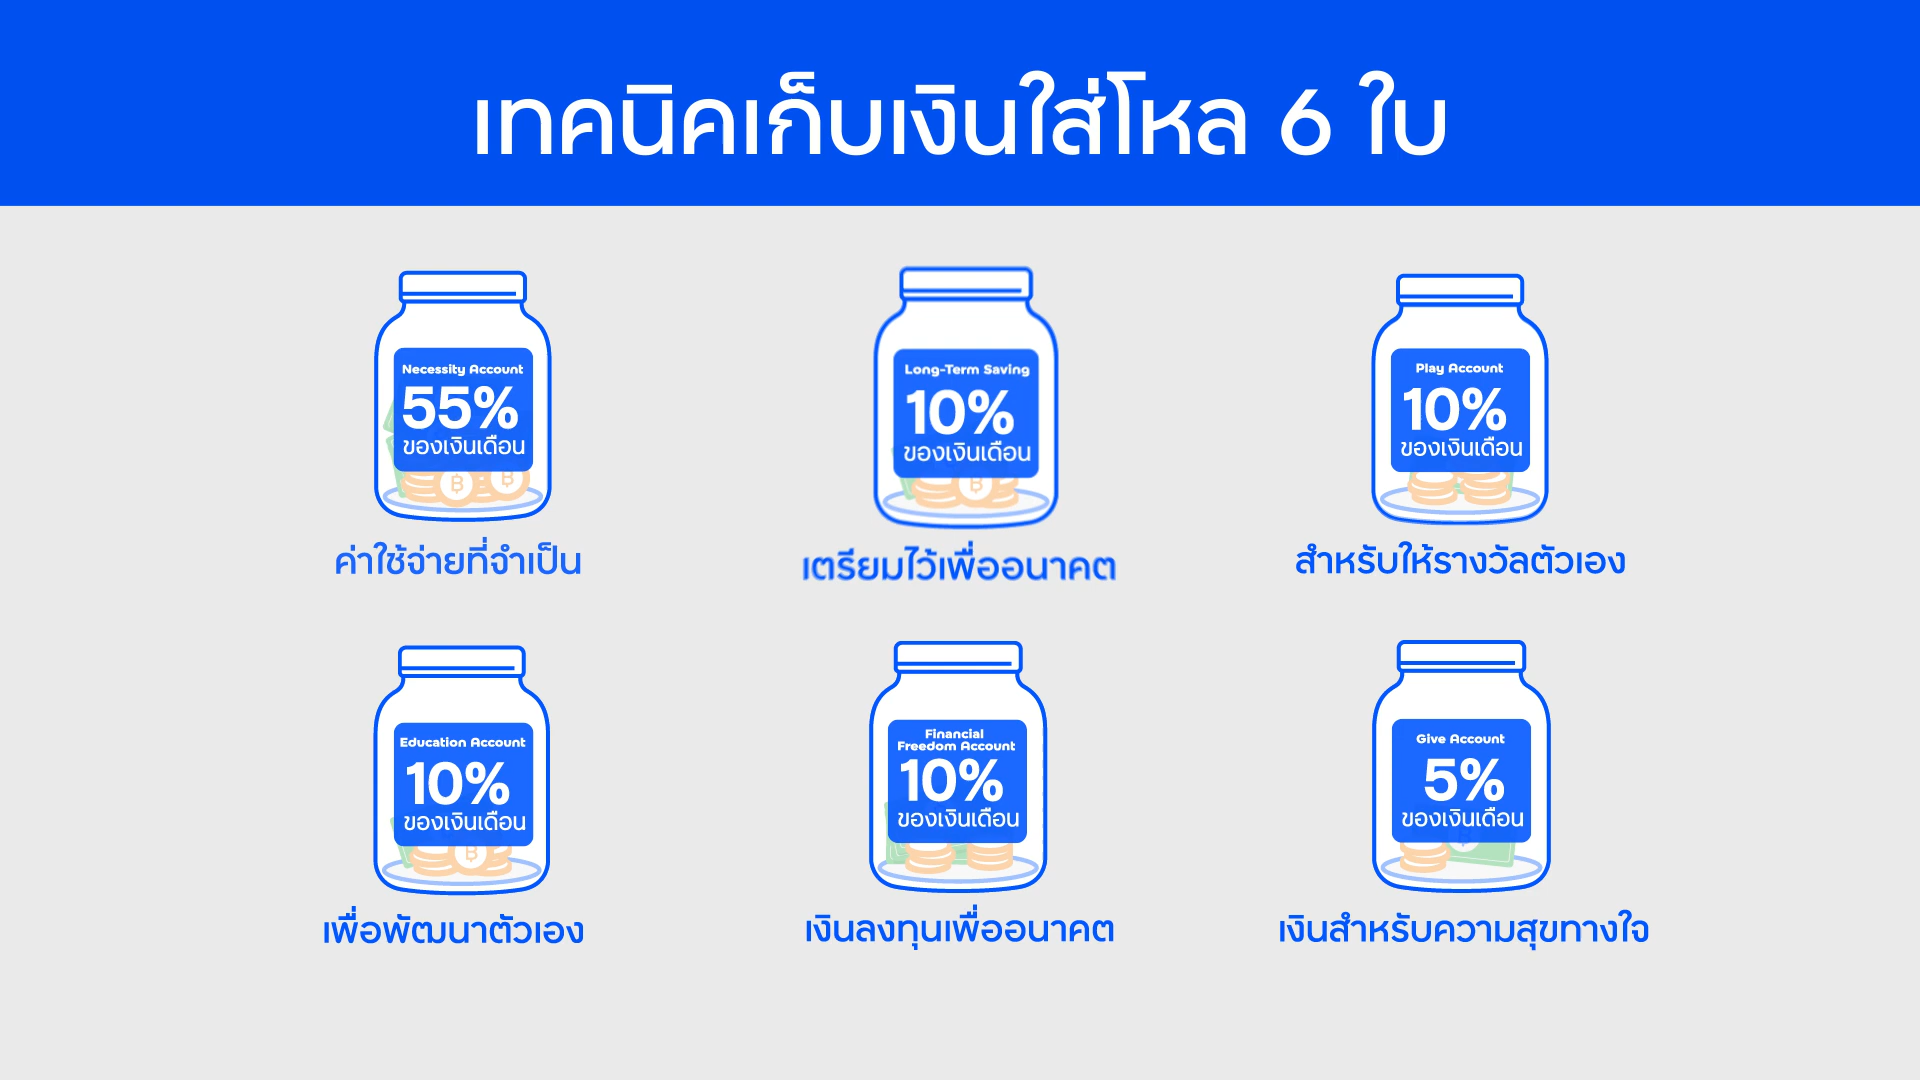 เทคนิคเก็บเงินใส่โหล 6 ใบ
Necessity Account
55%
ของเงินเดือน
ค่าใช้จ่ายที่จำเป็น
Long-Term Saving
10%
ของเงินเดือน
เตรียมไว้เพื่ออนาคต
Play Account
10%
ของเงินเดือน
สำหรับให้รางวัลตัวเอง
Education Account
10%
ของเงินเดือน
เพื่อพัฒนาตัวเอง
Financial
Freedom Account
10%
ของเงินเดือน
เงินลงทุนเพื่ออนาคต
Give Account
5%
ของเงินเดือน
เงินสำหรับความสุขทางใจ